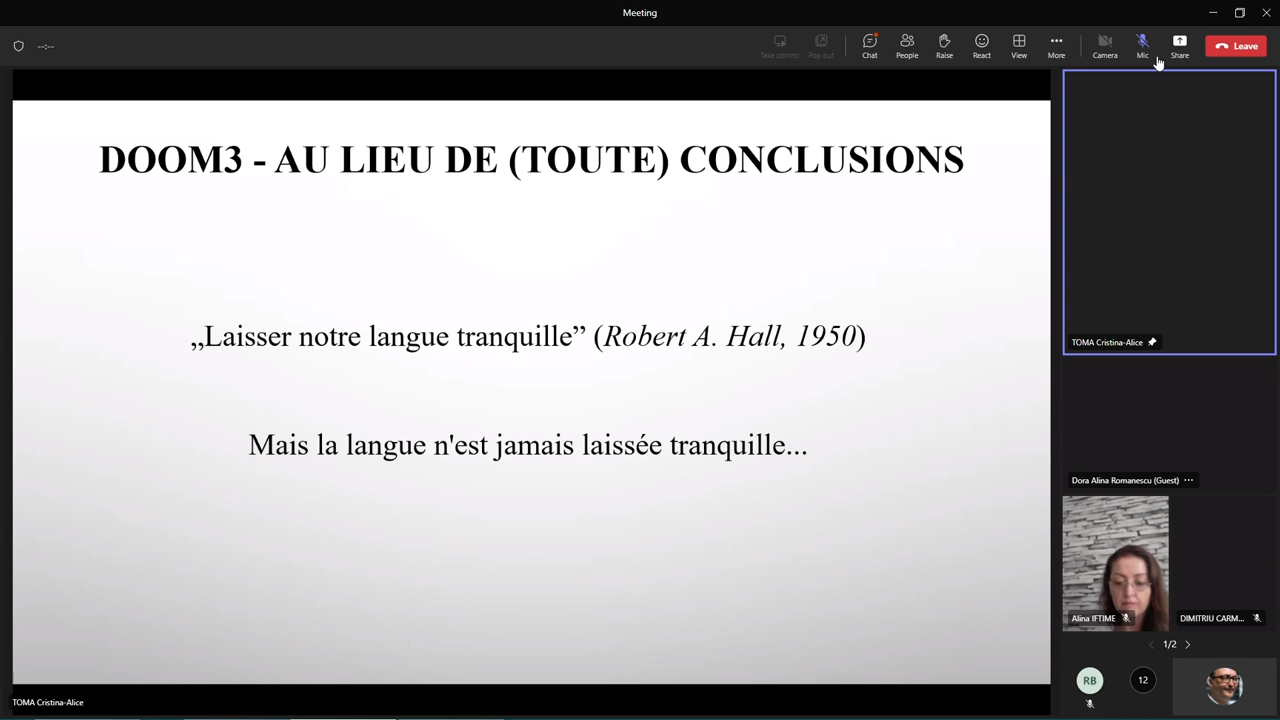 Meeting
--:--
Take control
Pop out
Chat
People
Raise
React
View
More
Camera
Mic
Share
Leave
DOOM3 - AU LIEU DE (TOUTE) CONCLUSIONS
„Laisser notre langue tranquille” (Robert A. Hall, 1950)
Mais la langue n'est jamais laissée tranquille...
TOMA Cristina-Alice
TOMA Cristina-Alice
Dora Alina Romanescu (Guest) ...
Alina IFTIME
DIMITRIU CARM...
1/2
RB
12